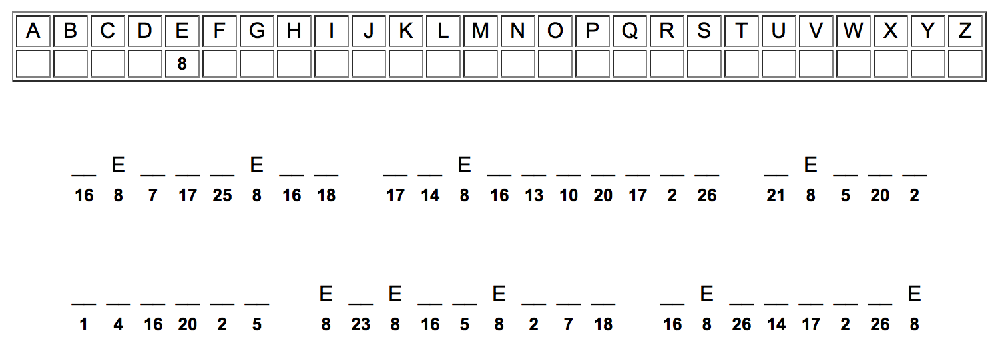 A B C D E F G H I J K L M N O P Q R S T U V W X Y Z
8
E E E E
16 8 7 17 25 8 16 18 17 14 8 16 13 10 20 17 2 26 21 8 5 20 2
E E E E E
1 4 16 20 2 5 8 23 8 16 5 8 2 7 18 16 8 26 14 17 2 26 8